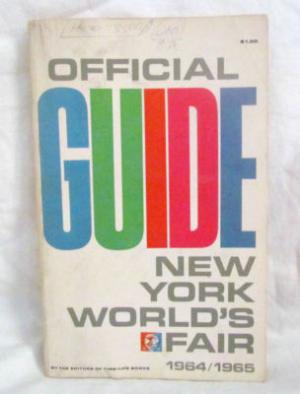 $1.00
OFFICIAL
GUIDE
NEW
YORK
WORLD'S
FAIR
1964/1965
BY THE EDITORS OF TIME-LIFE BOOKS